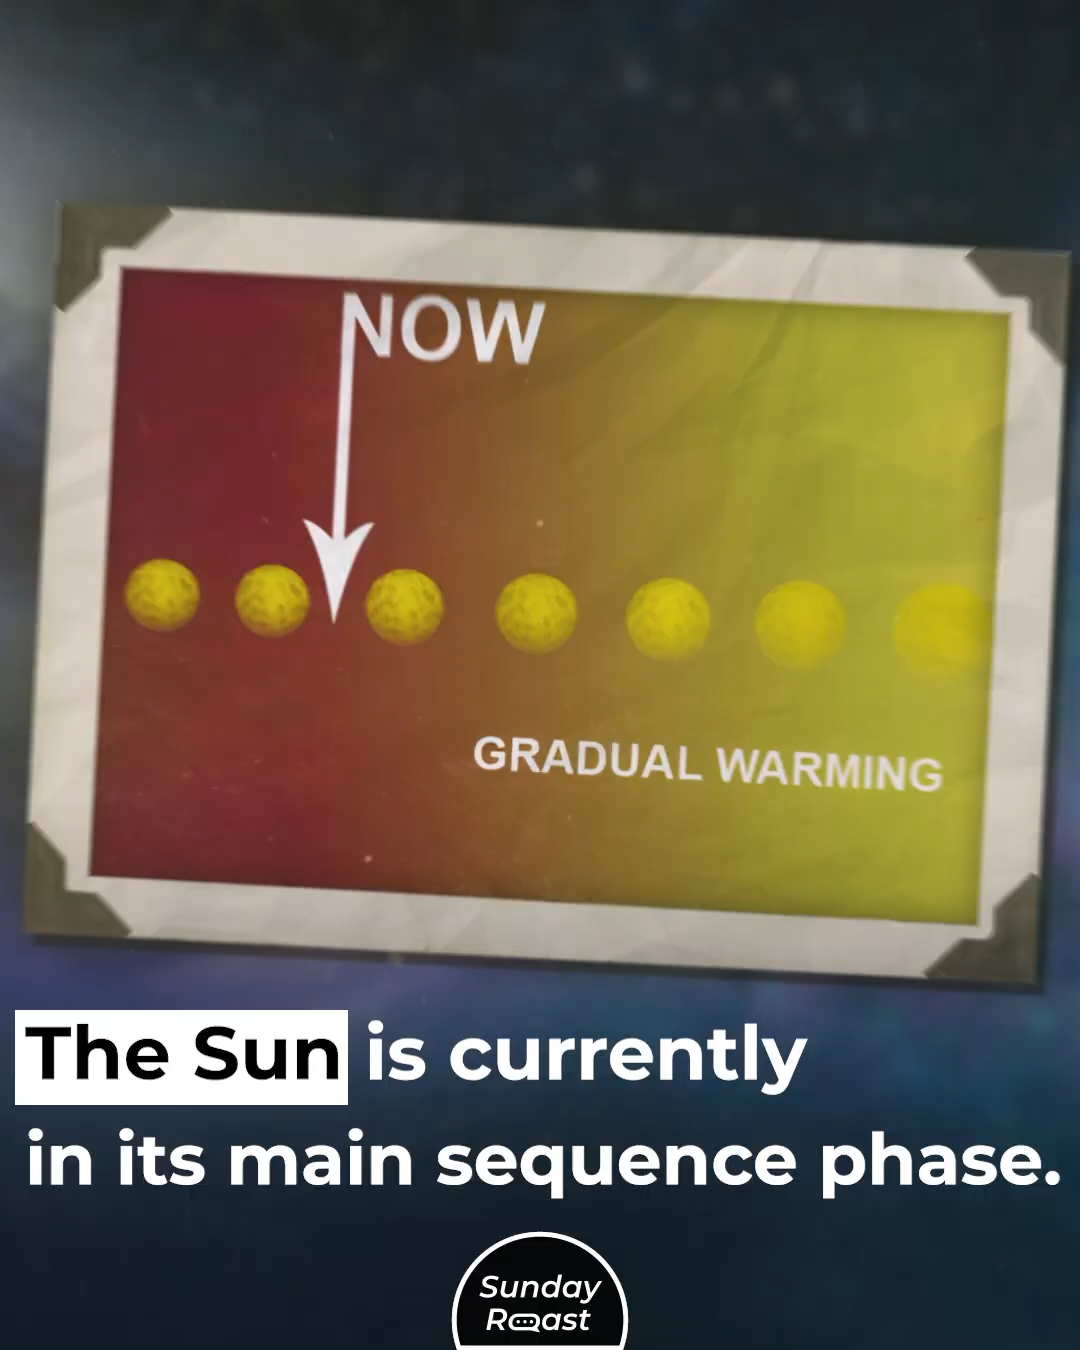 NOW
GRADUAL WARMING
The Sun is currently
in its main sequence phase.
Sunday
Roast